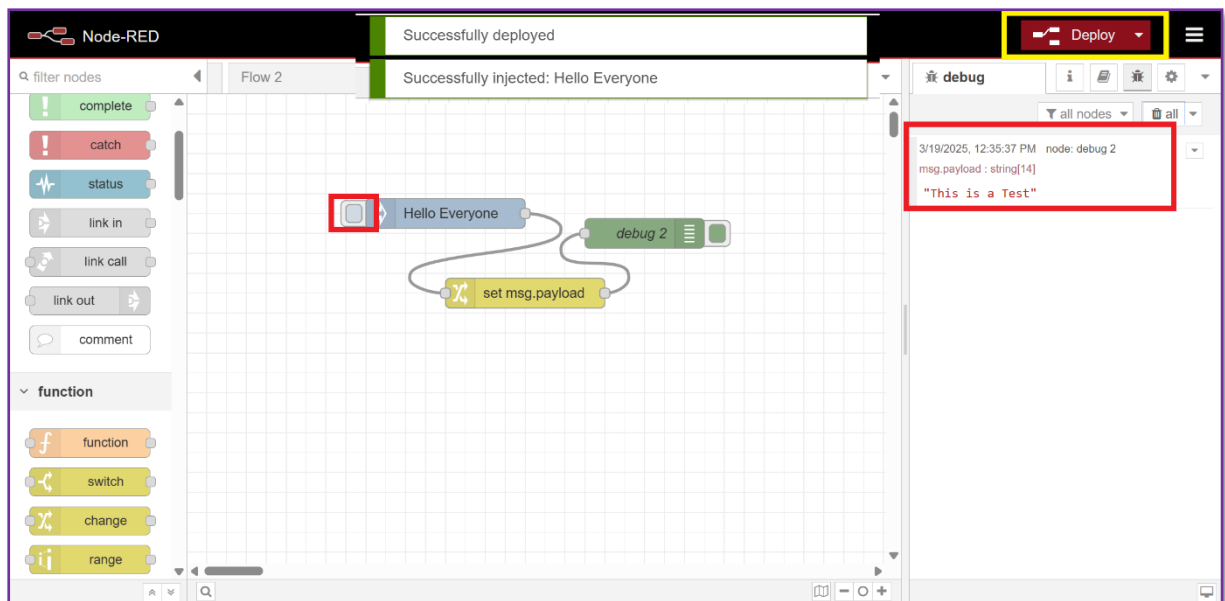 Node-RED
Successfully deployed
Deploy
filter nodes
Flow 2
Successfully injected: Hello Everyone
debug
i
all nodes
all
complete
catch
status
link in
link call
link out
comment
function
function
switch
change
range
Hello Everyone
debug 2
set msg.payload
3/19/2025, 12:35:37 PM node: debug 2
msg.payload : string[14]
"This is a Test"